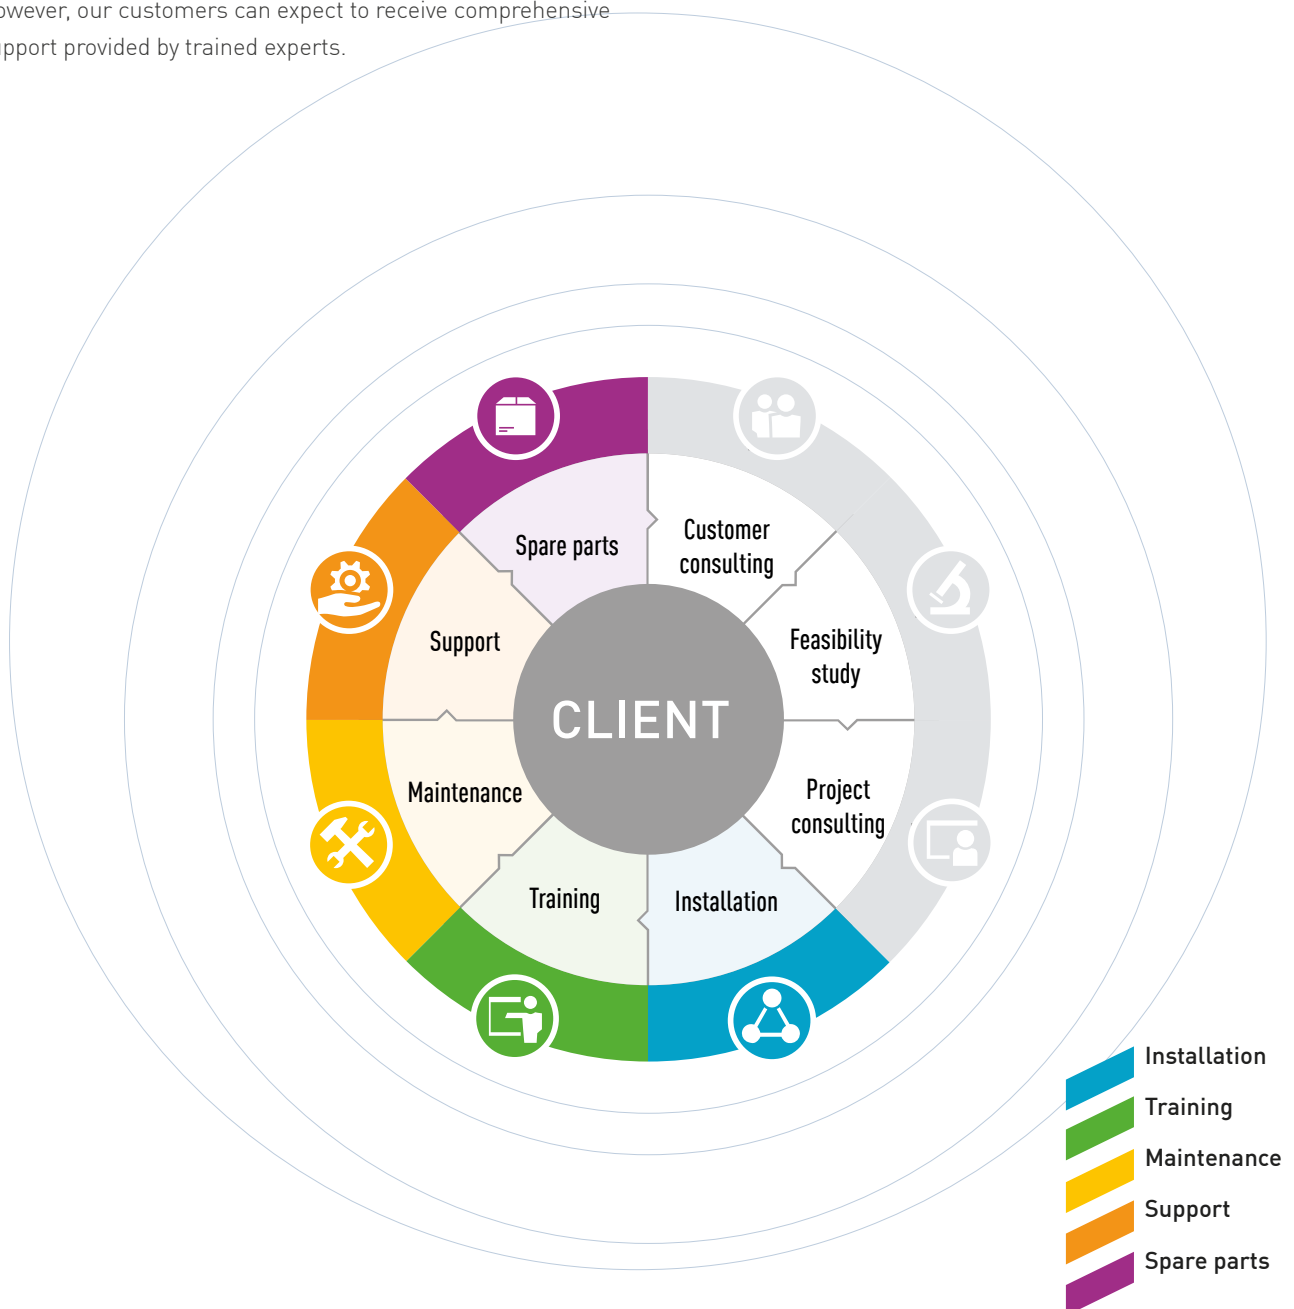 owever, our customers can expect to receive comprehensive
pport provided by trained experts.
Spare parts
Customer
consulting
Support
Feasibility
study
CLIENT
Maintenance
Project
consulting
Training
Installation
Installation
Training
Maintenance
Support
Spare parts